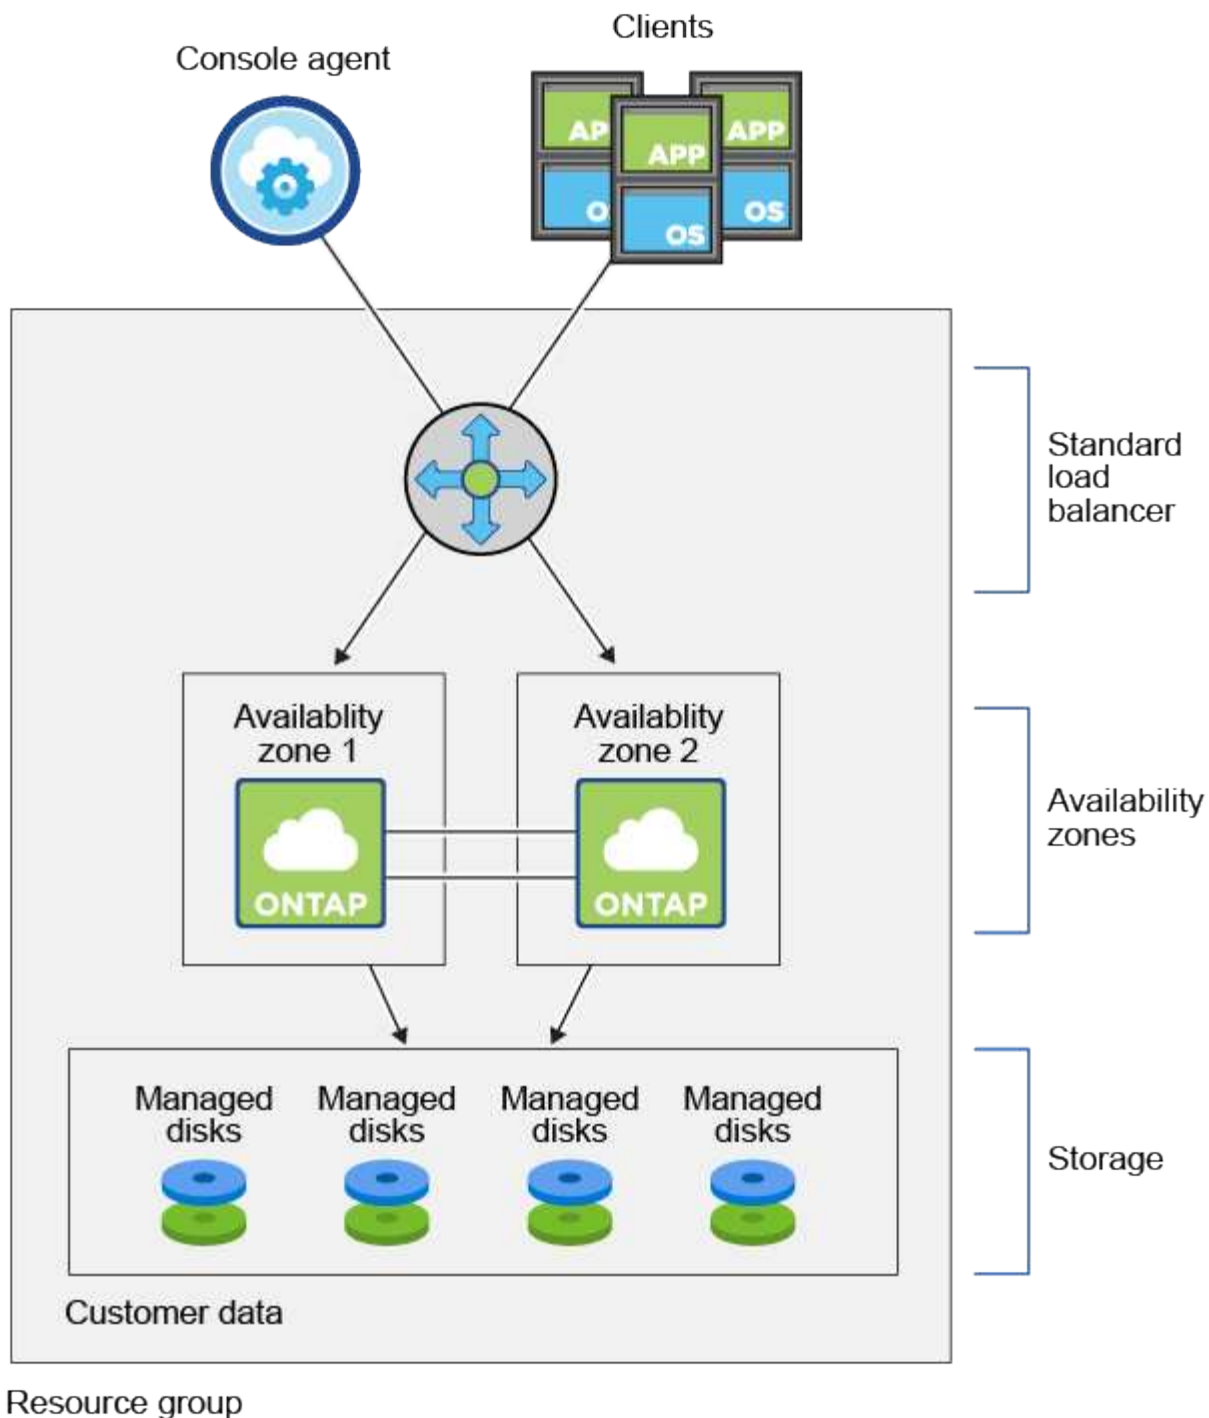 Clients
Console agent
AP
APP
APP
O
OS
OS
Standard
load
balancer
Availablity
zone 1
Availablity
zone 2
ONTAP
ONTAP
Availability
zones
Managed
disks
Managed
disks
Managed
disks
Managed
disks
Storage
Customer data
Resource group